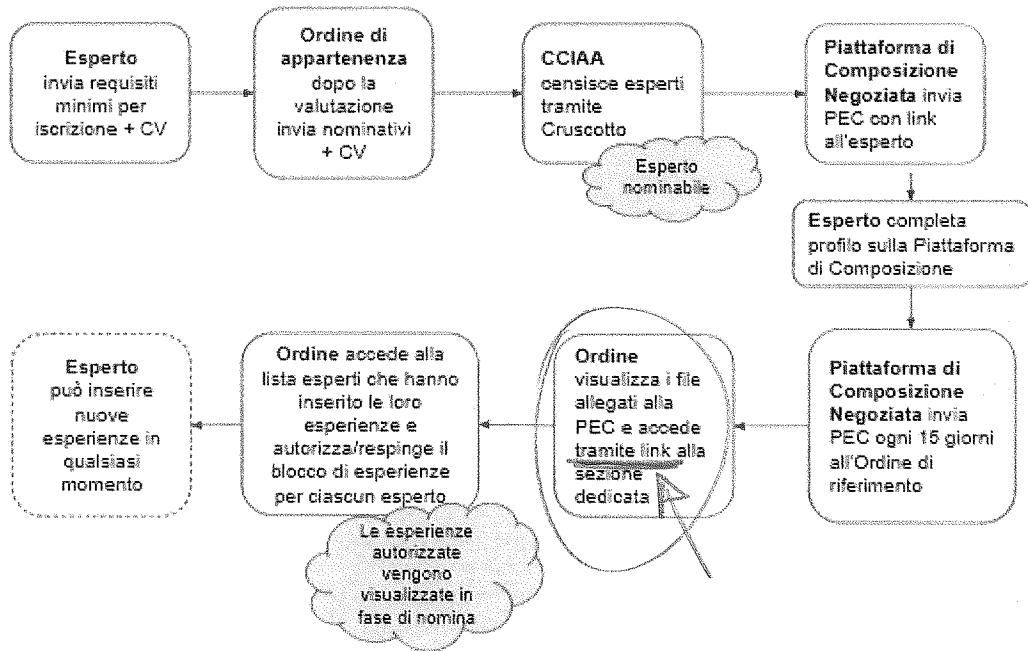 Esperto
invia requisiti
minimi per
iscrizione + CV
Ordine di
appartenenza
dopo la
valutazione
invia nominativi
+ CV
CCIAA
censisce esperti
tramite
Cruscotto
Esperto
nominabile
Piattaforma di
Composizione
Negoziata invia
PEC con link
all'esperto
Esperto completa
profilo sulla Piattaforma
di Composizione
Piattaforma di
Composizione
Negoziata invia
PEC ogni 15 giorni
all'Ordine di
riferimento
Ordine
visualizza i file
allegati alla
PEC e accede
tramite link alla
sezione
dedicata
Ordine accede alla
lista esperti che hanno
inserito le loro
esperienze e
autorizza/respinge il
blocco di esperienze
per ciascun esperto
Le esperienze
autorizzate
vengono
visualizzate in
fase di nomina
Esperto
può inserire
nuove
esperienze in
qualsiasi
momento